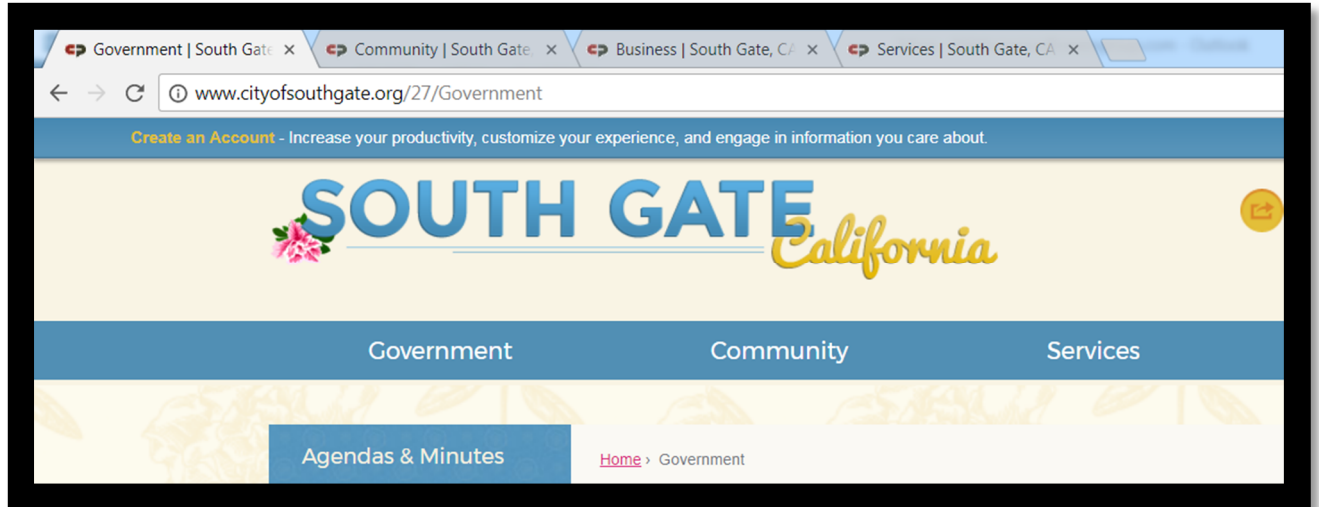 Government | South Gate
Community | South Gate,
Business | South Gate, CA
Services | South Gate, CA
www.cityofsouthgate.org/27/Government
Create an Account - Increase your productivity, customize your experience, and engage in information you care about.
SOUTH GATE
California
Government Community Services
Agendas & Minutes
Home › Government